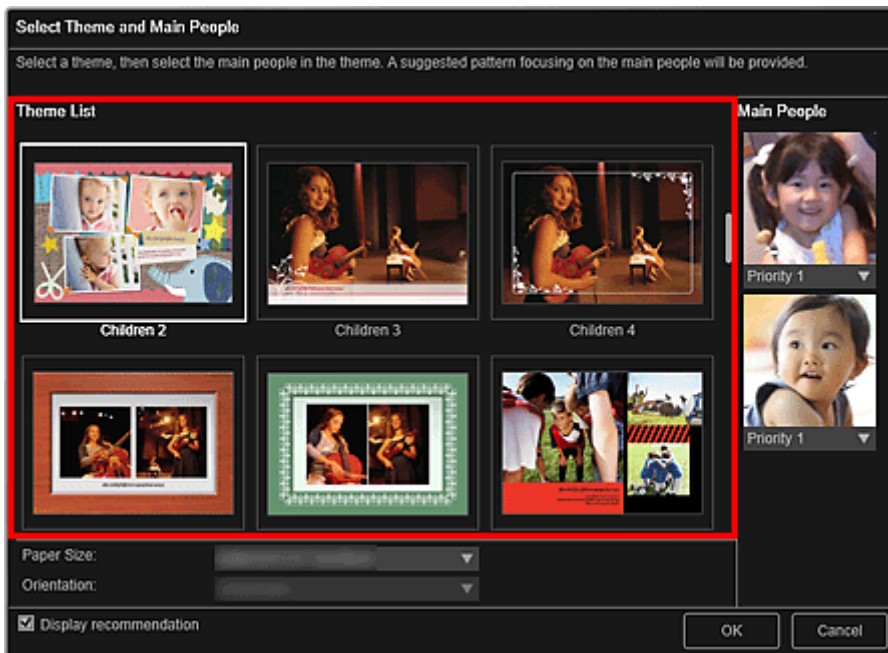 Select Theme and Main People
Select a theme, then select the main people in the theme. A suggested pattern focusing on the main people will be provided.
Theme List
Main People
Children 2
Children 3
Children 4
Priority 1
Priority 1
Paper Size:
Orientation:
Display recommendation
OK
Cancel